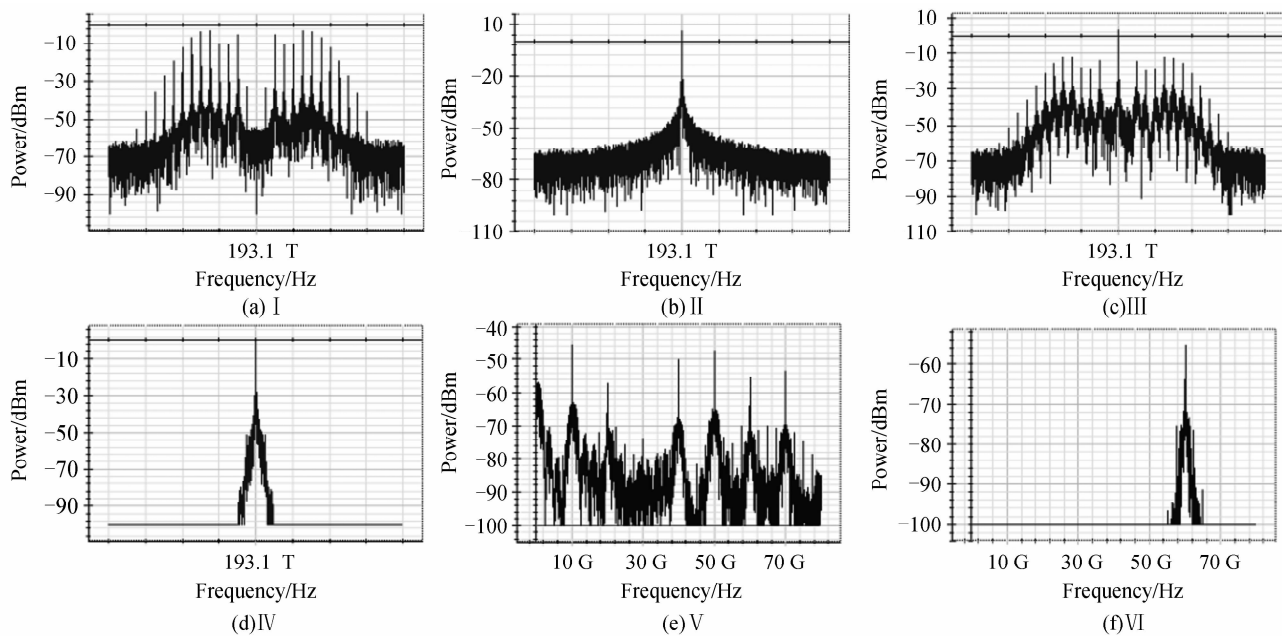 Power/dBm
−10
−30
−50
−70
−90
193.1 T
Frequency/Hz
(a) Ⅰ
Power/dBm
10
−20
−50
−80
110
193.1 T
Frequency/Hz
(b) Ⅱ
Power/dBm
10
−10
−30
−50
−70
−90
110
193.1 T
Frequency/Hz
(c)Ⅲ
Power/dBm
−10
−30
−50
−70
−90
193.1 T
Frequency/Hz
(d)Ⅳ
Power/dBm
−40
−50
−60
−70
−80
−90
−100
10 G 30 G 50 G 70 G
Frequency/Hz
(e) Ⅴ
Power/dBm
−60
−70
−80
−90
−100
10 G 30 G 50 G 70 G
Frequency/Hz
(f) Ⅵ